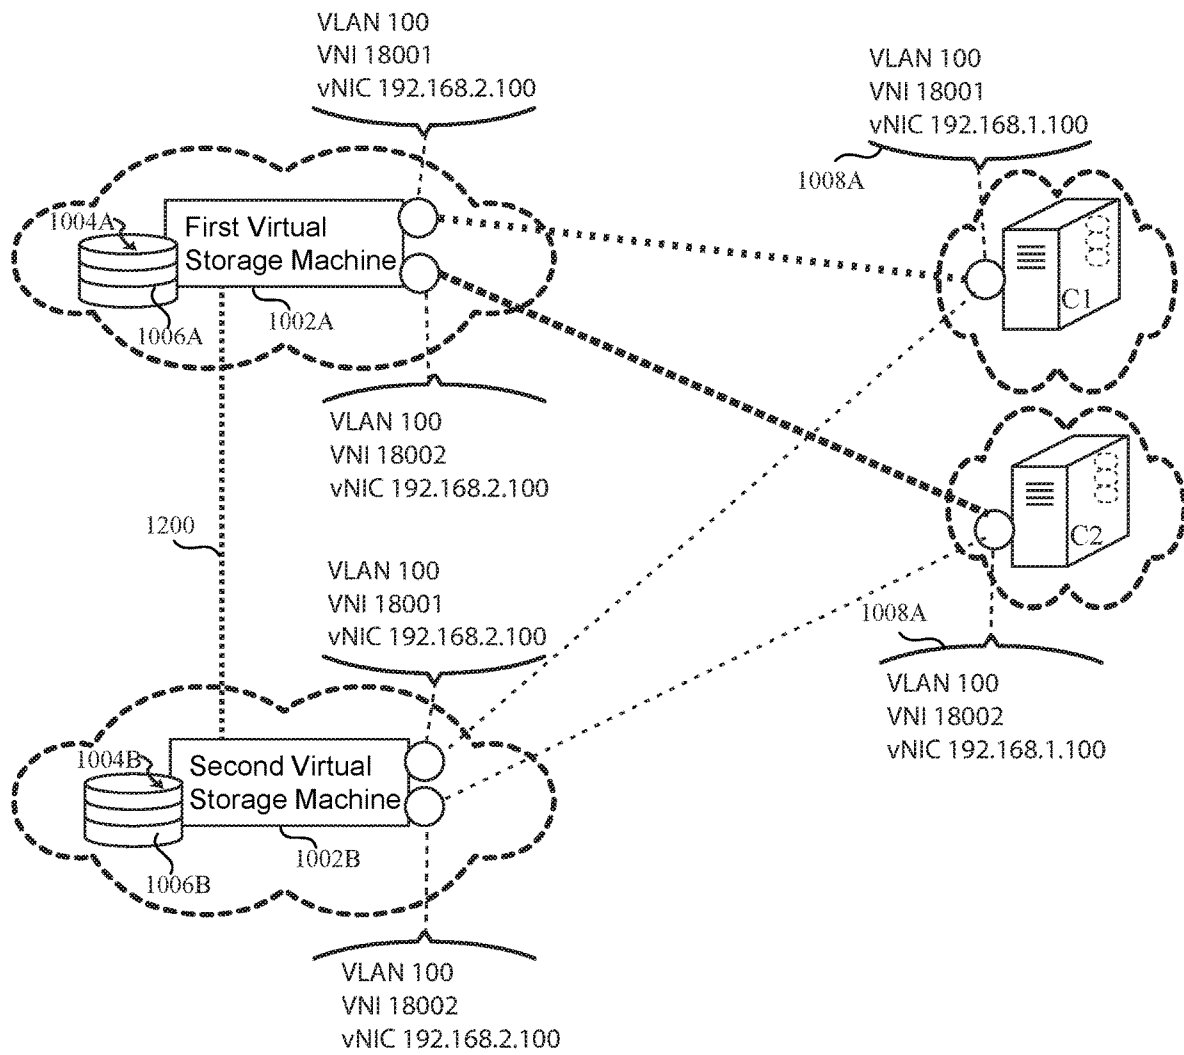 VLAN 100
VNI 18001
vNIC 192.168.2.100
VLAN 100
VNI 18001
vNIC 192.168.1.100
1008A
1004A
First Virtual
Storage Machine
1006A
1002A
C1
VLAN 100
VNI 18002
vNIC 192.168.2.100
C2
1200
VLAN 100
VNI 18001
vNIC 192.168.2.100
1008A
VLAN 100
VNI 18002
vNIC 192.168.1.100
1004B
Second Virtual
Storage Machine
1006B
1002B
VLAN 100
VNI 18002
vNIC 192.168.2.100